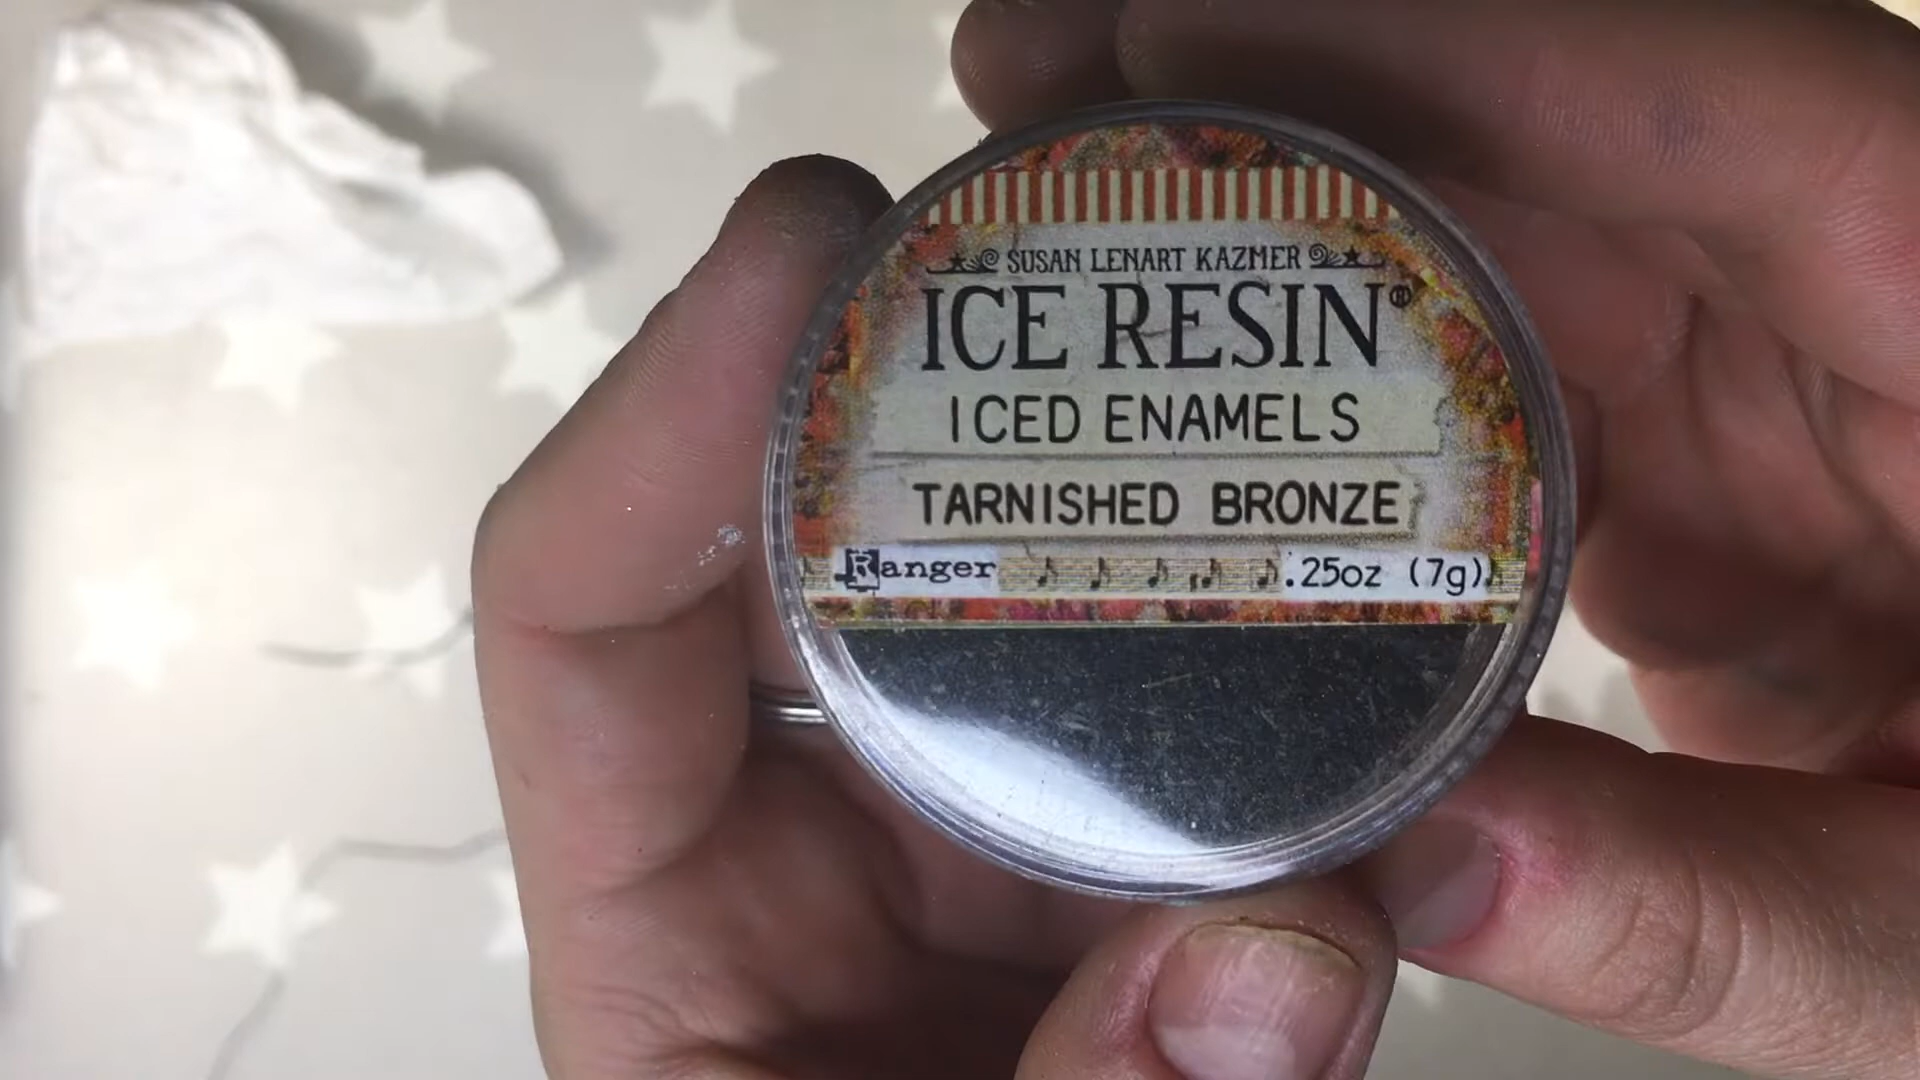 SUSAN LENART KAZMER
ICE RESIN®
ICED ENAMELS
TARNISHED BRONZE
Ranger .25oz (7g)